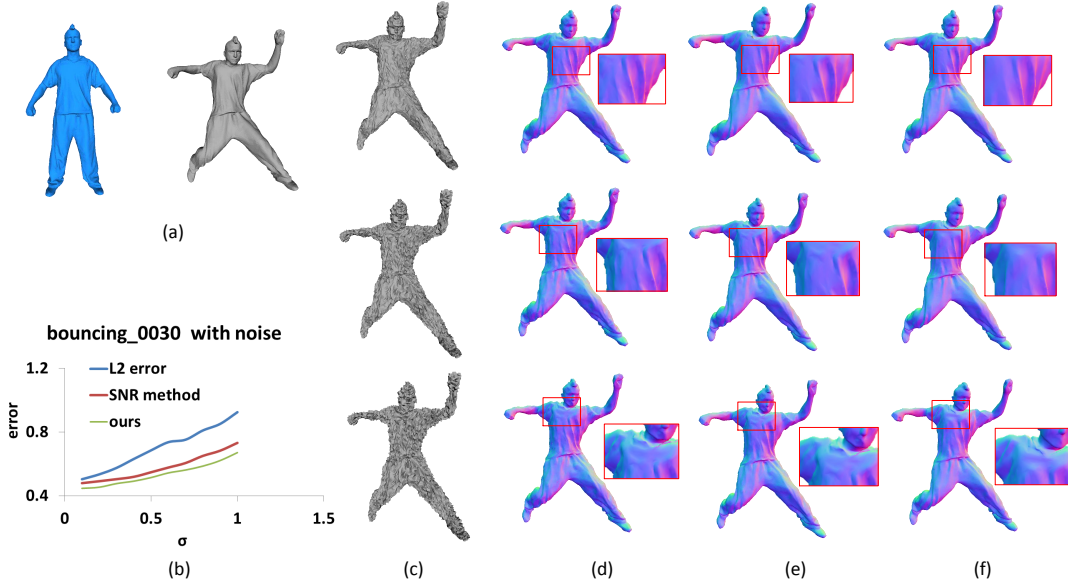 (a)
bouncing_0030 with noise
error
1.2
0.8
0.4
L2 error
SNR method
ours
0
0.5
1
1.5
σ
(b)
(c)
(d)
(e)
(f)